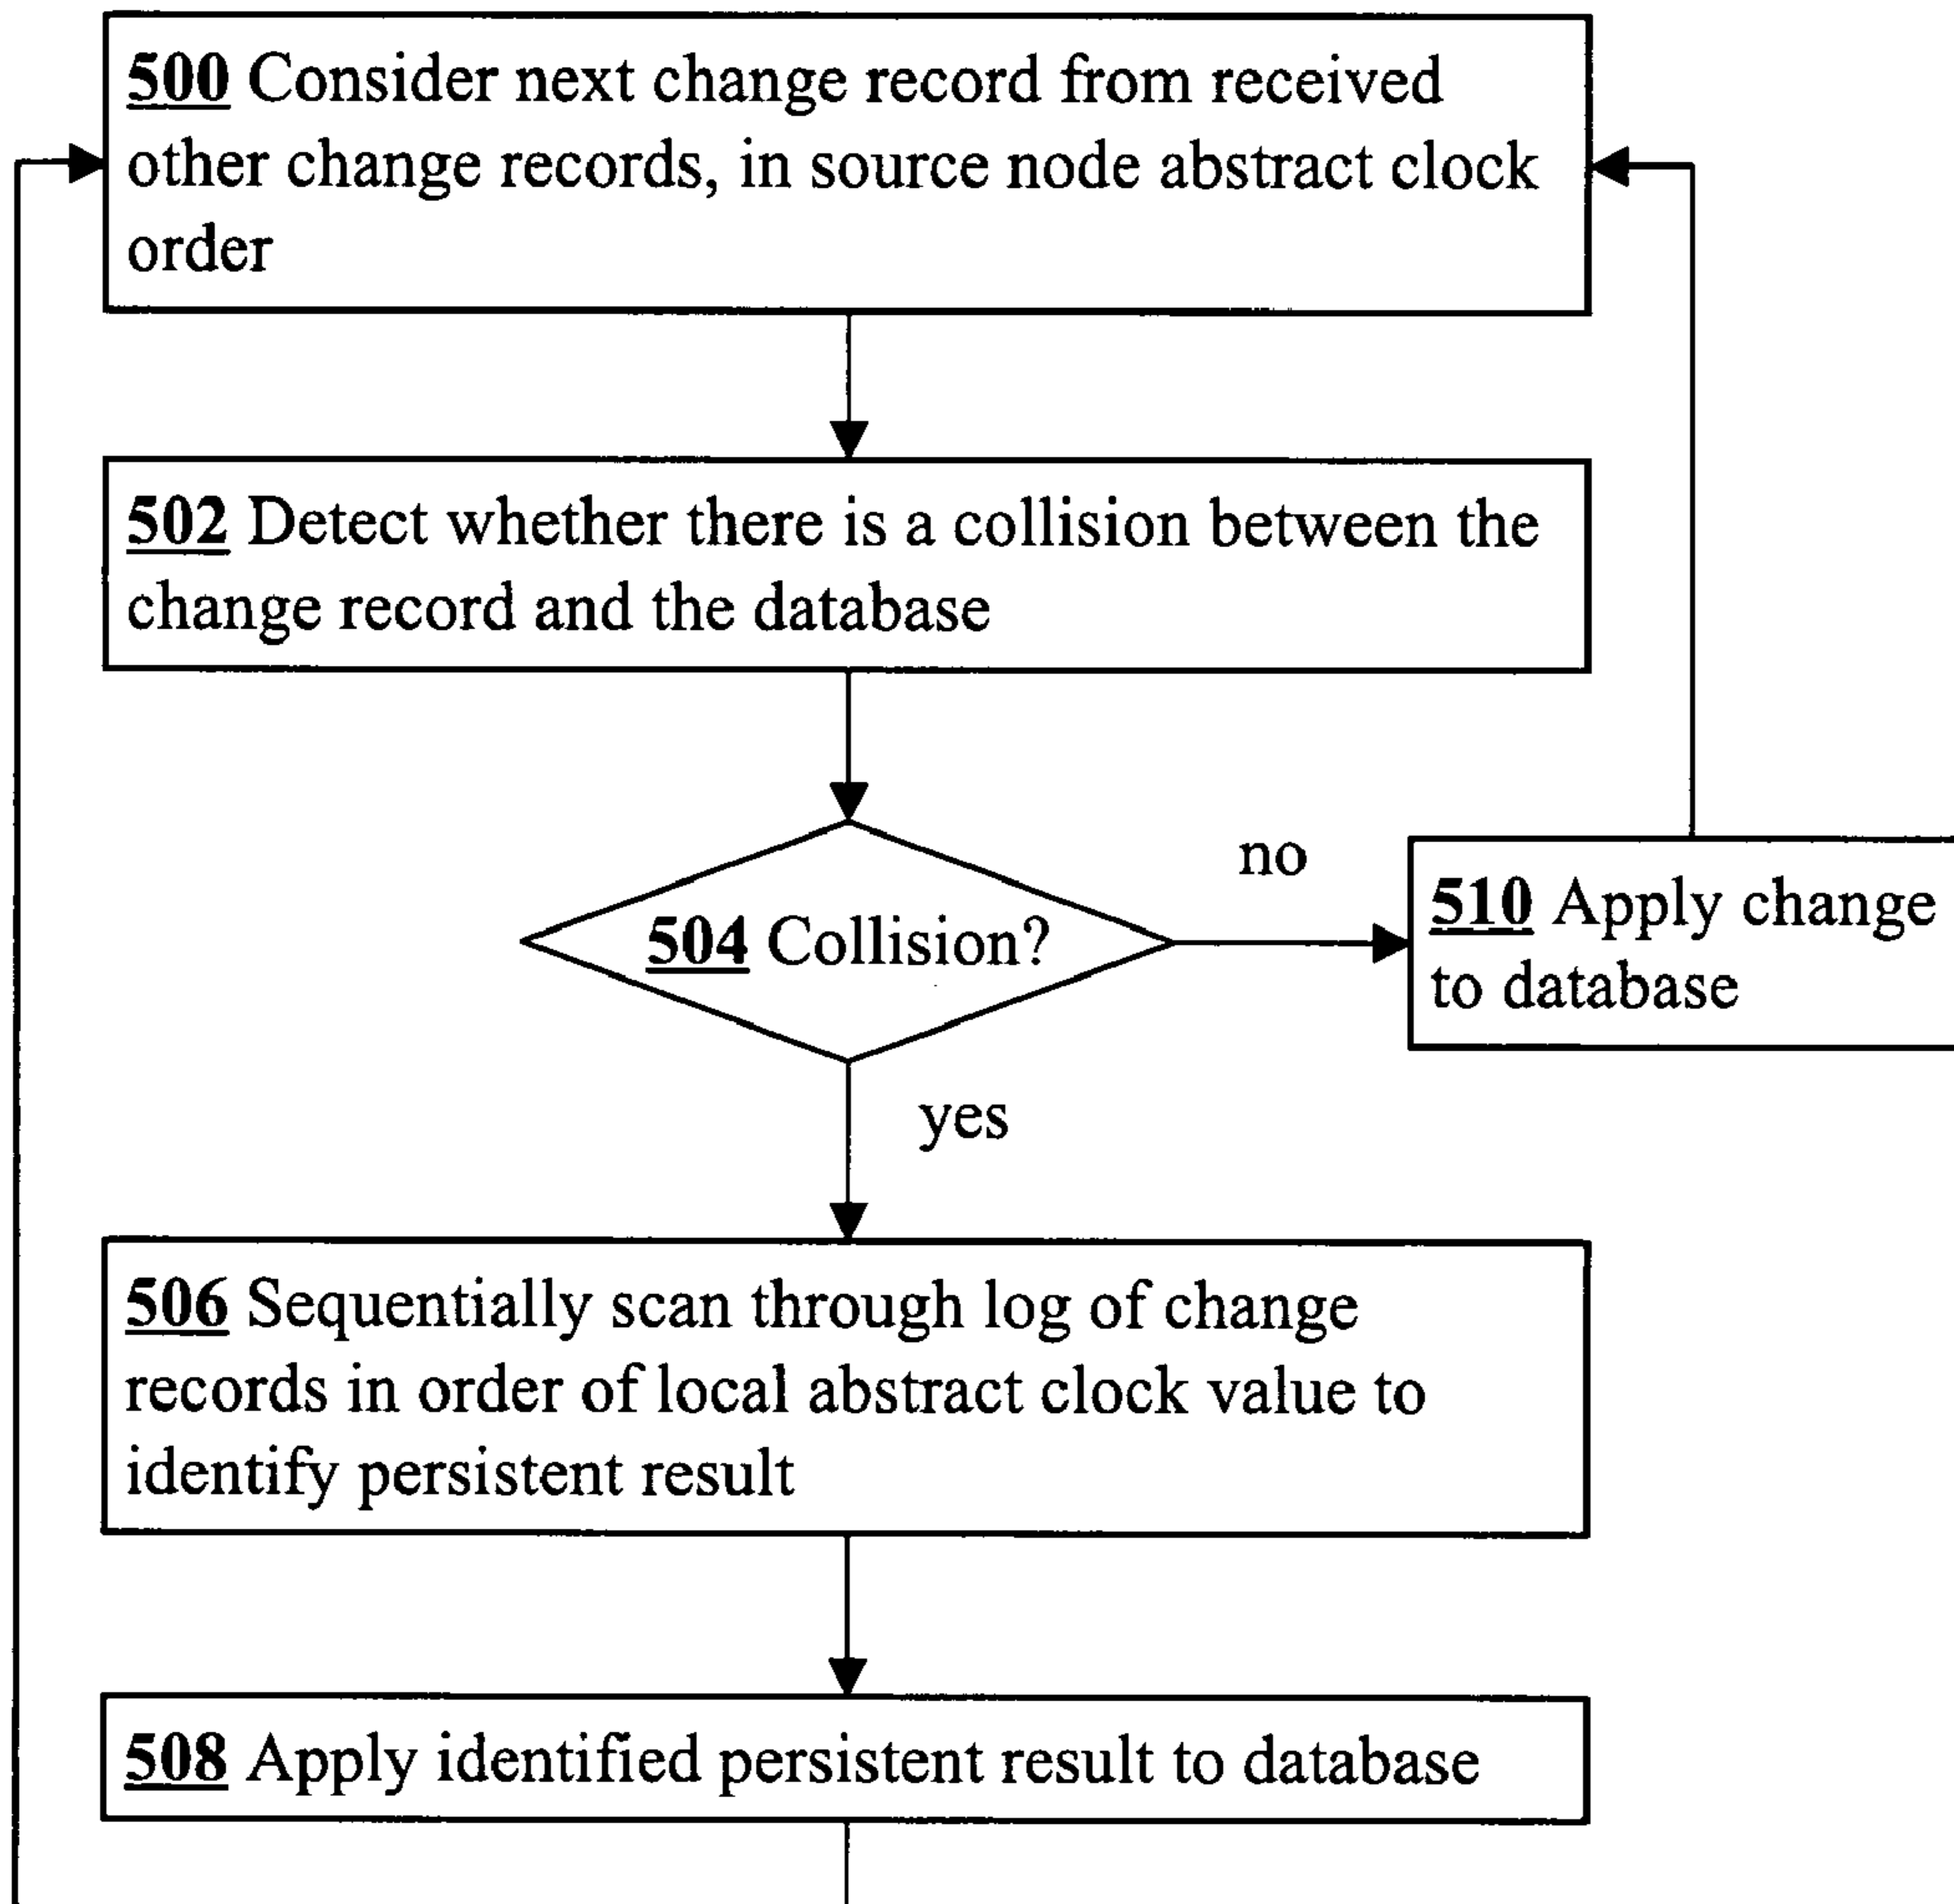 500 Consider next change record from received
other change records, in source node abstract clock
order
502 Detect whether there is a collision between the
change record and the database
504 Collision?
no
510 Apply change
to database
yes
506 Sequentially scan through log of change
records in order of local abstract clock value to
identify persistent result
508 Apply identified persistent result to database